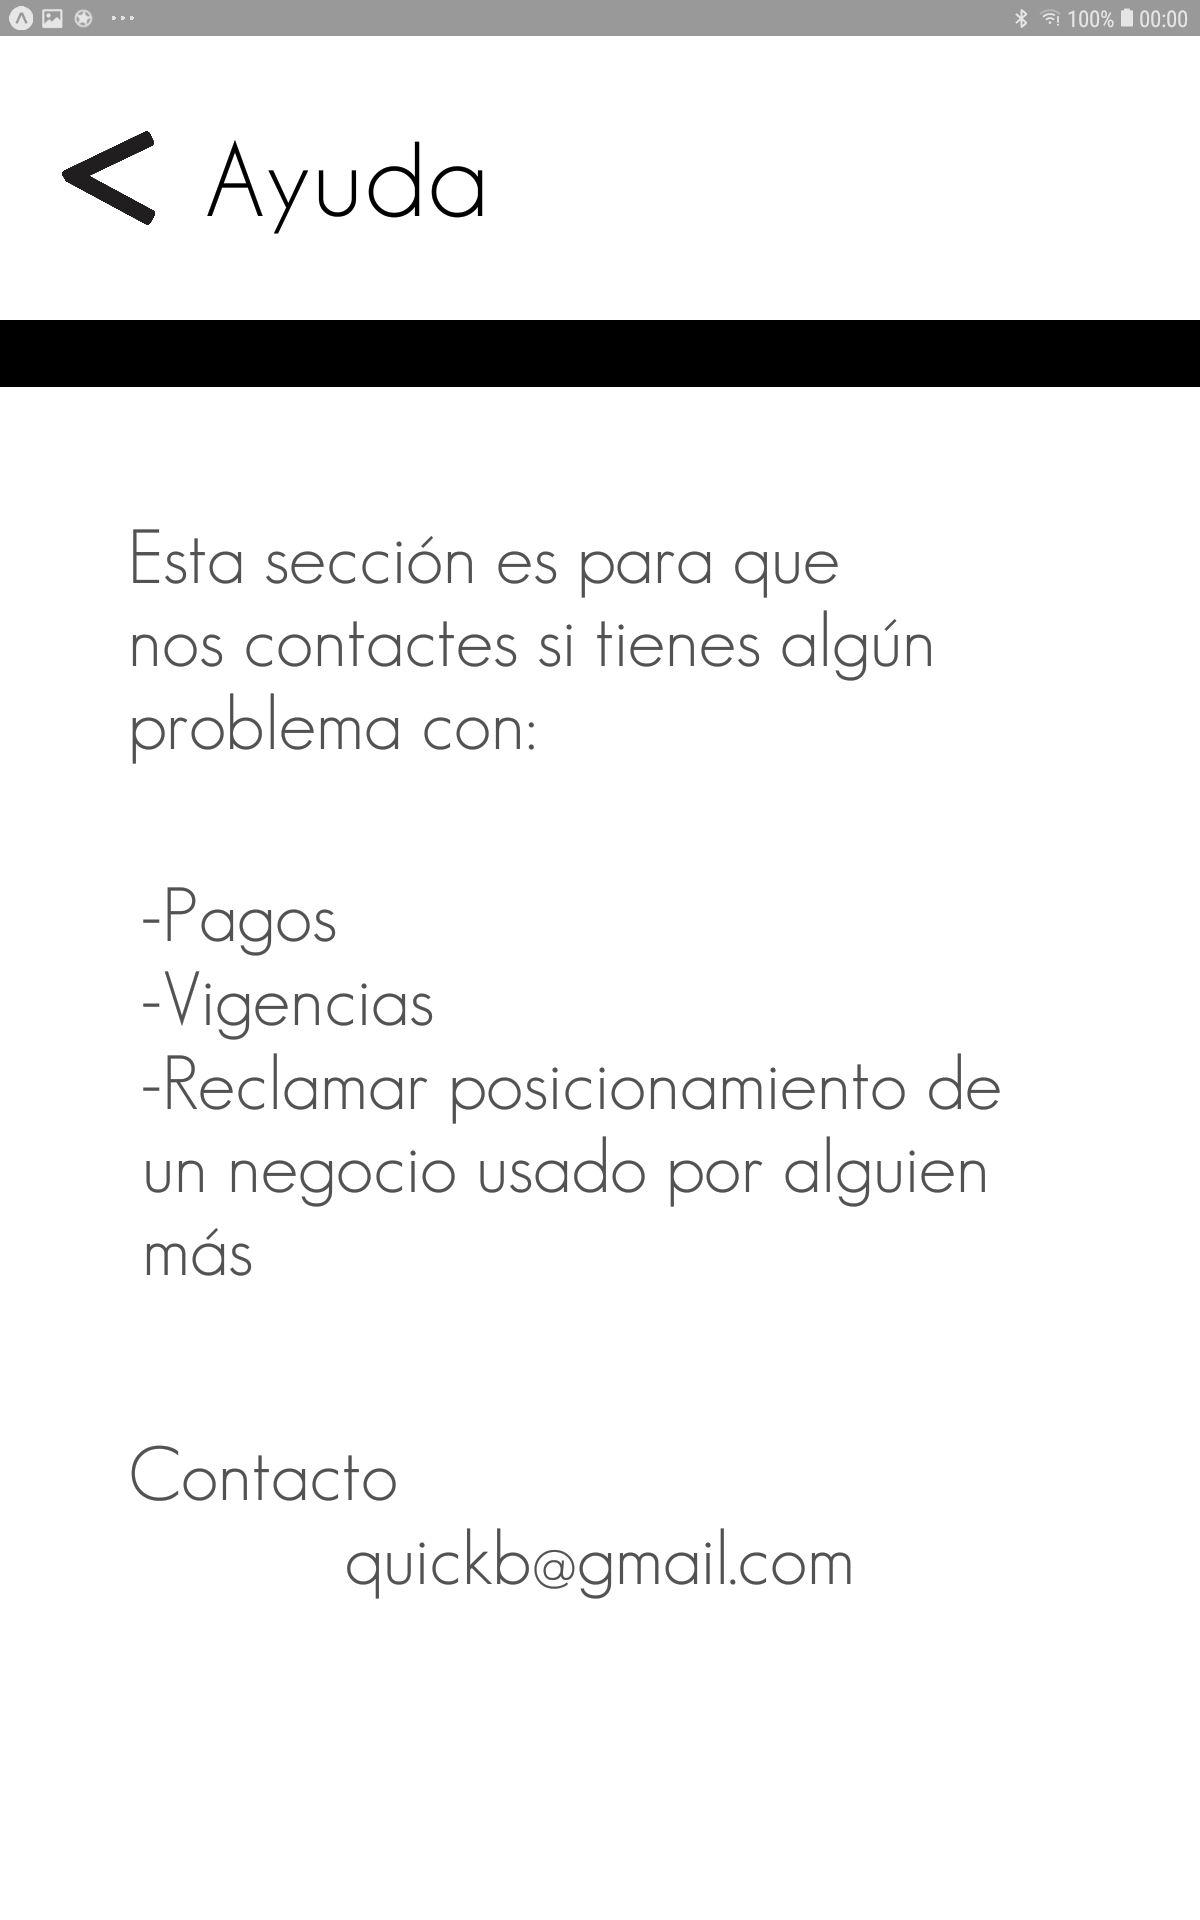 100% 00:00
Ayuda
Esta sección es para que
nos contactes si tienes algún
problema con:
-Pagos
-Vigencias
-Reclamar posicionamiento de
un negocio usado por alguien
más
Contacto
quickb@gmail.com